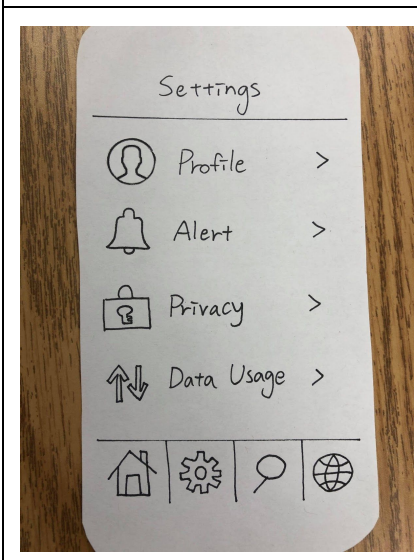 Settings
Profile >
Alert >
Privacy >
Data Usage >